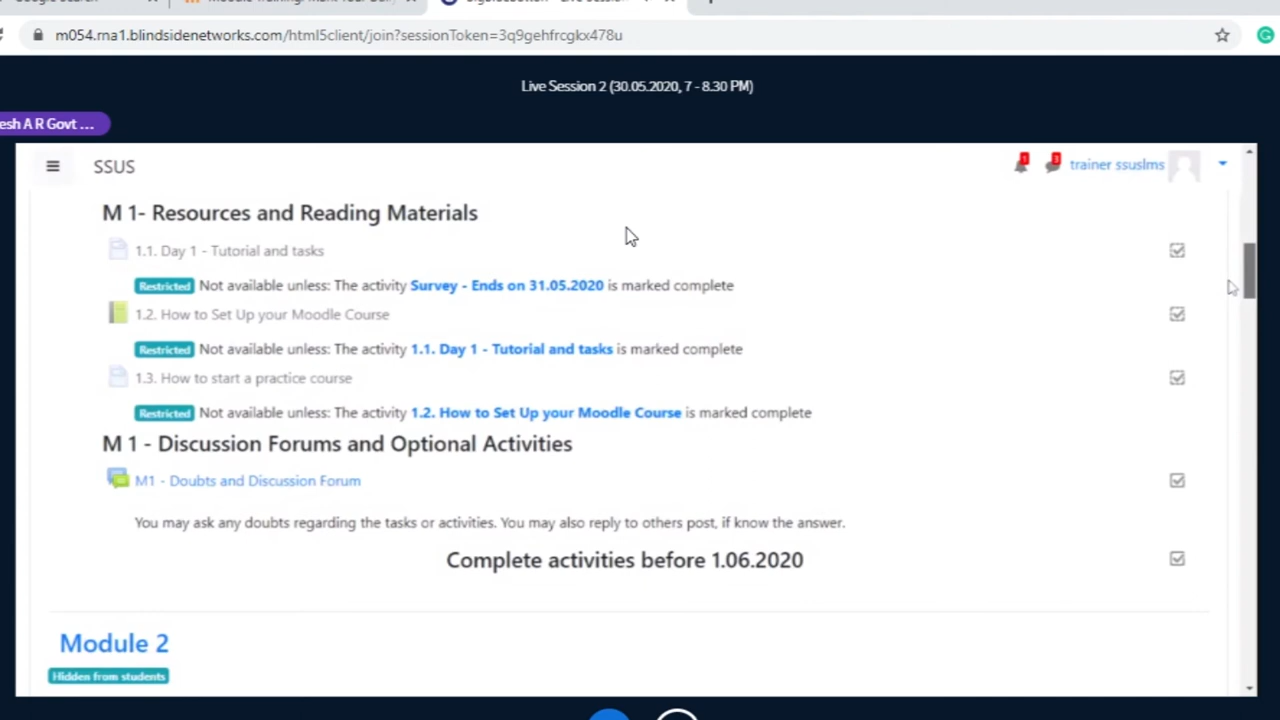 m054.rna1.blindsidenetworks.com/html5client/join?sessionToken=3q9gehfrcgkx478u
Live Session 2 (30.05.2020, 7 - 8.30 PM)
esh A R Govt ...
SSUS
trainer ssuslms
M 1- Resources and Reading Materials
1.1. Day 1 - Tutorial and tasks
Restricted Not available unless: The activity Survey - Ends on 31.05.2020 is marked complete
1.2. How to Set Up your Moodle Course
Restricted Not available unless: The activity 1.1. Day 1 - Tutorial and tasks is marked complete
1.3. How to start a practice course
Restricted Not available unless: The activity 1.2. How to Set Up your Moodle Course is marked complete
M 1 - Discussion Forums and Optional Activities
M1 - Doubts and Discussion Forum
You may ask any doubts regarding the tasks or activities. You may also reply to others post, if know the answer.
Complete activities before 1.06.2020
Module 2
Hidden from students